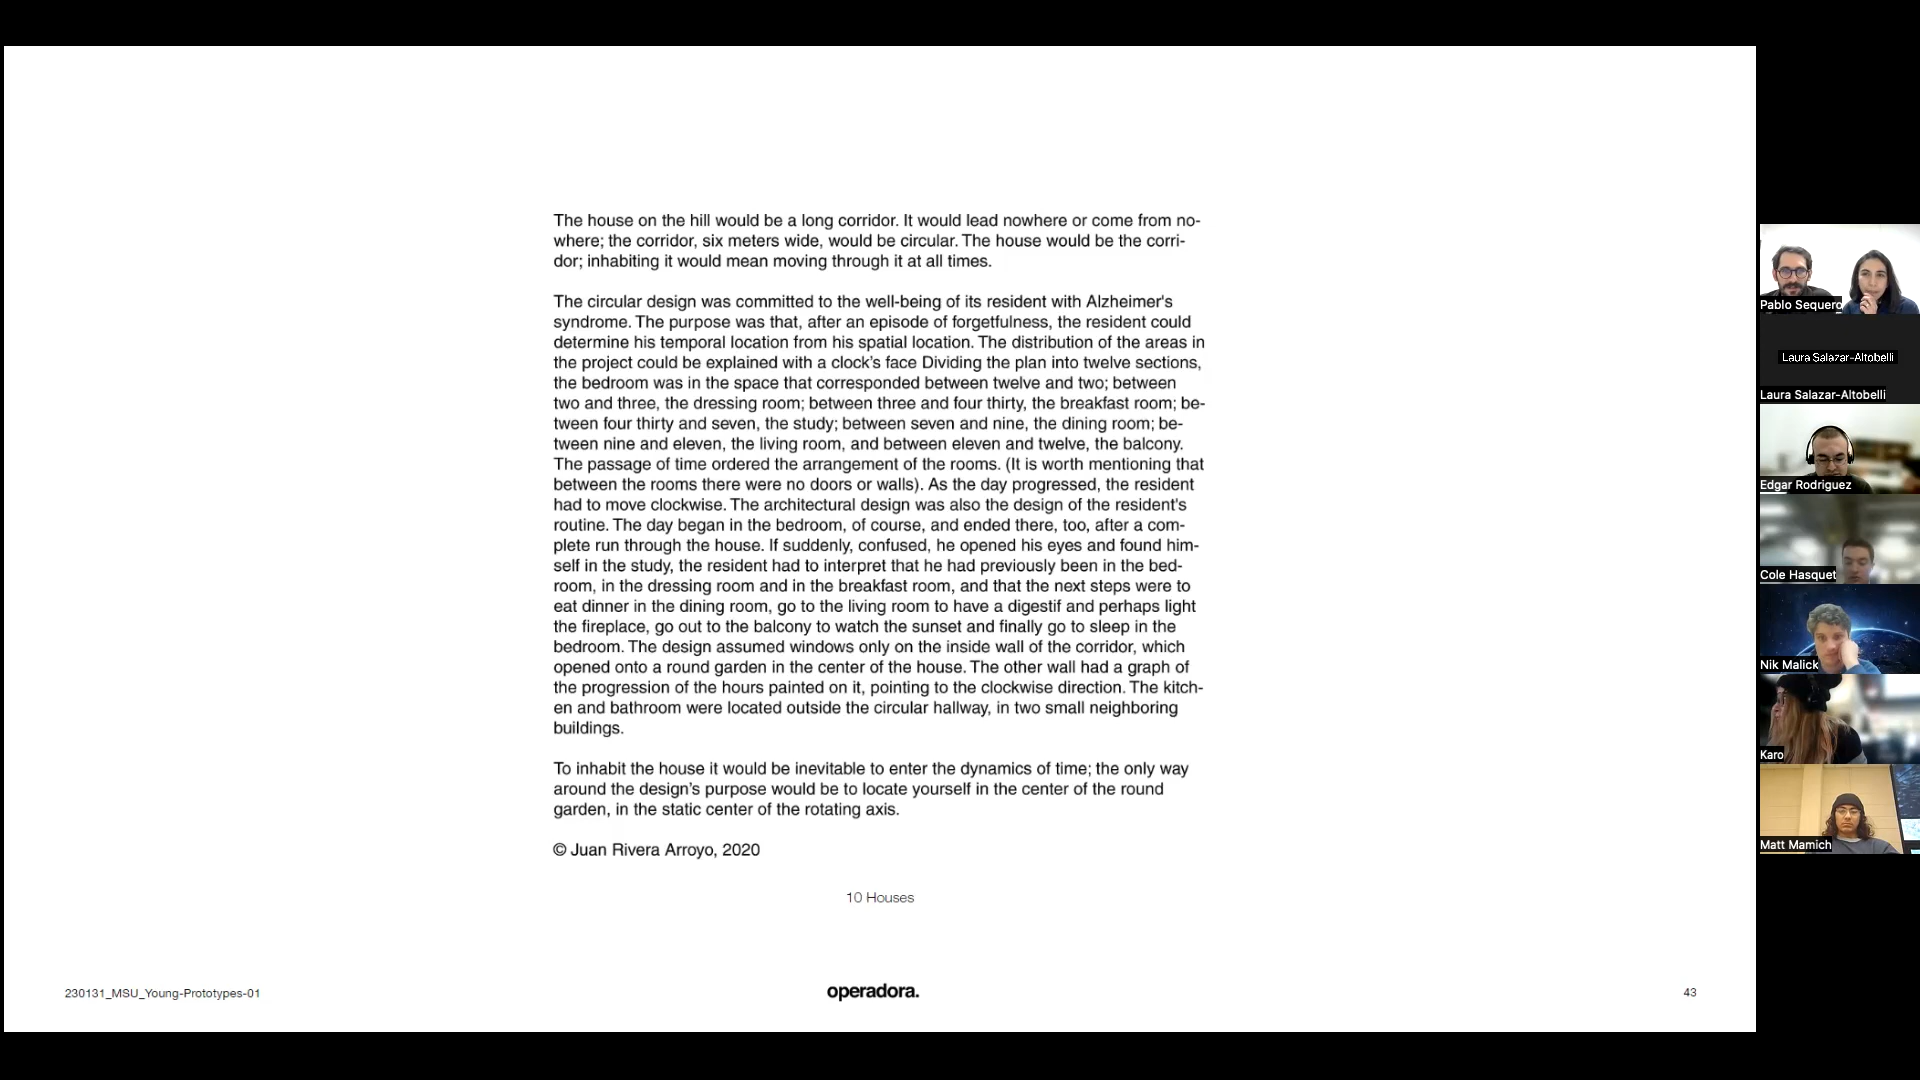 The house on the hill would be a long corridor. It would lead nowhere or come from no-
where; the corridor, six meters wide, would be circular. The house would be the corri-
dor; inhabiting it would mean moving through it at all times.
The circular design was committed to the well-being of its resident with Alzheimer's
syndrome. The purpose was that, after an episode of forgetfulness, the resident could
determine his temporal location from his spatial location. The distribution of the areas in
the project could be explained with a clock's face Dividing the plan into twelve sections,
the bedroom was in the space that corresponded between twelve and two; between
two and three, the dressing room; between three and four thirty, the breakfast room; be-
tween four thirty and seven, the study; between seven and nine, the dining room; be-
tween nine and eleven, the living room, and between eleven and twelve, the balcony.
The passage of time ordered the arrangement of the rooms. (It is worth mentioning that
between the rooms there were no doors or walls). As the day progressed, the resident
had to move clockwise. The architectural design was also the design of the resident's
routine. The day began in the bedroom, of course, and ended there, too, after a com-
plete run through the house. If suddenly, confused, he opened his eyes and found him-
self in the study, the resident had to interpret that he had previously been in the bed-
room, in the dressing room and in the breakfast room, and that the next steps were to
eat dinner in the dining room, go to the living room to have a digestif and perhaps light
the fireplace, go out to the balcony to watch the sunset and finally go to sleep in the
bedroom. The design assumed windows only on the inside wall of the corridor, which
opened onto a round garden in the center of the house. The other wall had a graph of
the progression of the hours painted on it, pointing to the clockwise direction. The kitch-
en and bathroom were located outside the circular hallway, in two small neighboring
buildings.
To inhabit the house it would be inevitable to enter the dynamics of time; the only way
around the design's purpose would be to locate yourself in the center of the round
garden, in the static center of the rotating axis.
© Juan Rivera Arroyo, 2020
10 Houses
230131_MSU_Young-Prototypes-01
operadora.
43
Pablo Sequero
Laura Salazar-Altobelli
Laura Salazar-Altobelli
Edgar Rodriguez
Cole Hasquet
Nik Malick
Karo
Matt Mamich